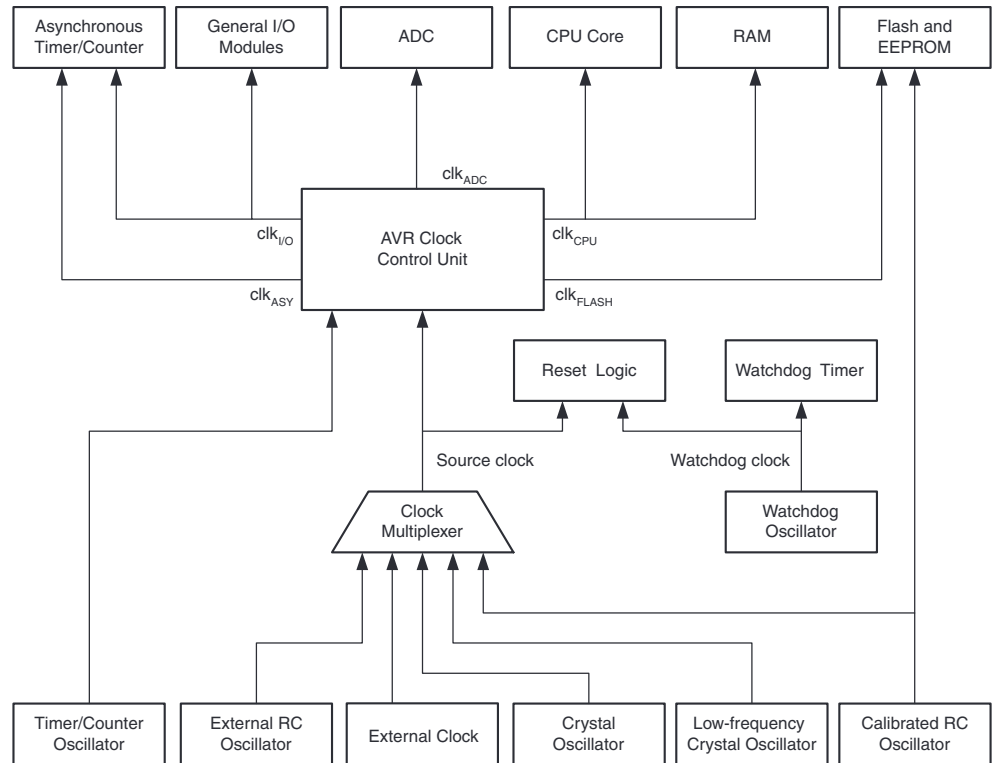 Asynchronous
Timer/Counter
General I/O
Modules
ADC
CPU Core
RAM
Flash and
EEPROM
clkADC
clkI/O
AVR Clock
Control Unit
clkCPU
clkASY
clkFLASH
Reset Logic
Watchdog Timer
Source clock
Watchdog clock
Clock
Multiplexer
Watchdog
Oscillator
Timer/Counter
Oscillator
External RC
Oscillator
External Clock
Crystal
Oscillator
Low-frequency
Crystal Oscillator
Calibrated RC
Oscillator